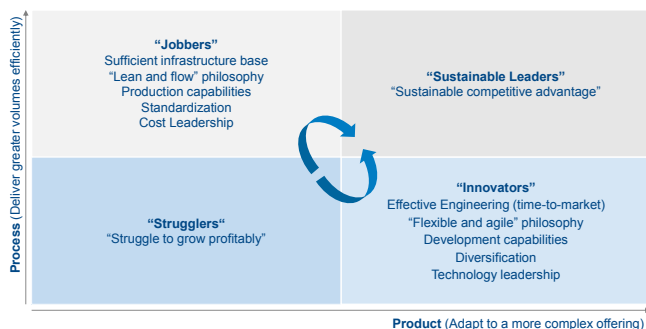 Process (Deliver greater volumes efficiently)
“Jobbers”
Sufficient infrastructure base
“Lean and flow” philosophy
Production capabilities
Standardization
Cost Leadership
“Sustainable Leaders”
“Sustainable competitive advantage”
“Strugglers“
“Struggle to grow profitably”
“Innovators”
Effective Engineering (time-to-market)
“Flexible and agile” philosophy
Development capabilities
Diversification
Technology leadership
Product (Adapt to a more complex offering)